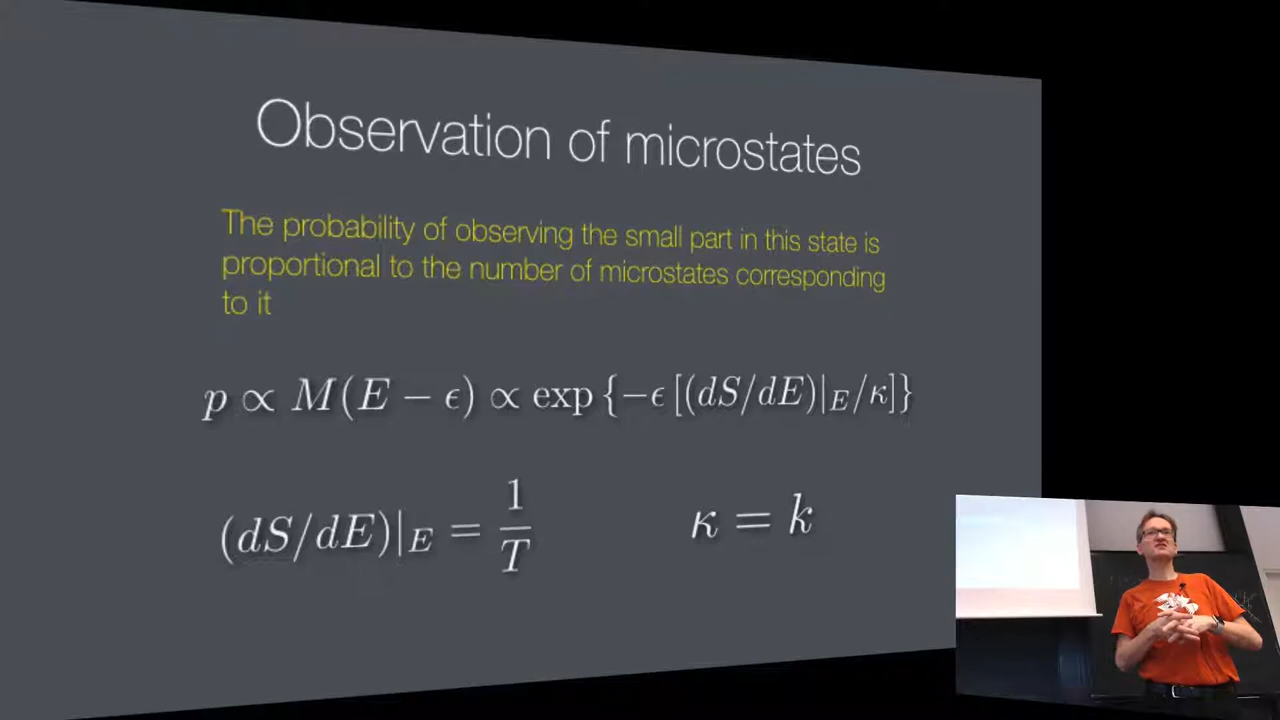 Observation of microstates
The probability of observing the small part in this state is
proportional to the number of microstates corresponding
to it
p ∝ M(E − ϵ) ∝ exp {−ϵ [(dS/dE)|_E/κ]}
(dS/dE)|_E = 1/T
κ = k